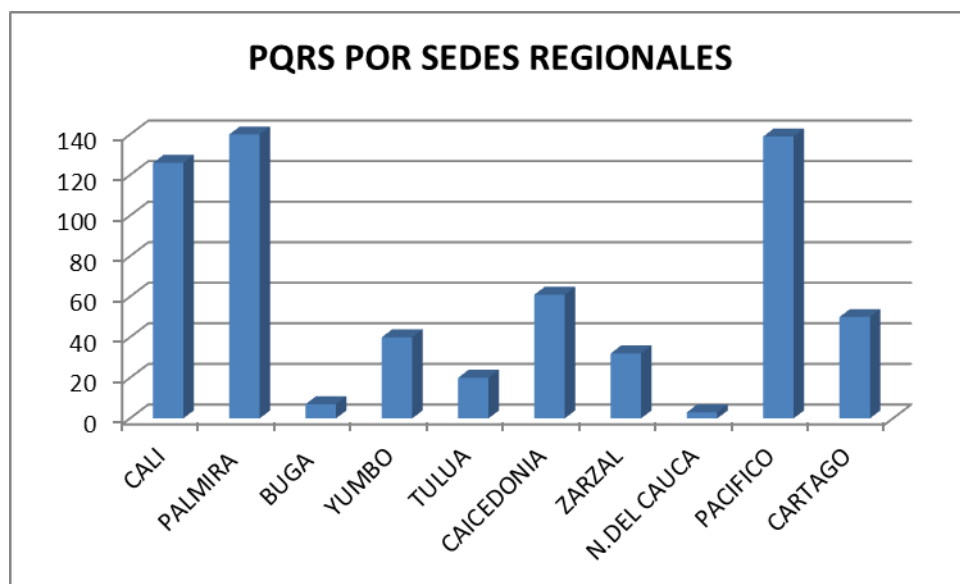 PQRS POR SEDES REGIONALES
140
120
100
80
60
40
20
0
CALI
PALMIRA
BUGA
YUMBO
TULUA
CAICEDONIA
ZARZAL
N.DEL CAUCA
PACIFICO
CARTAGO